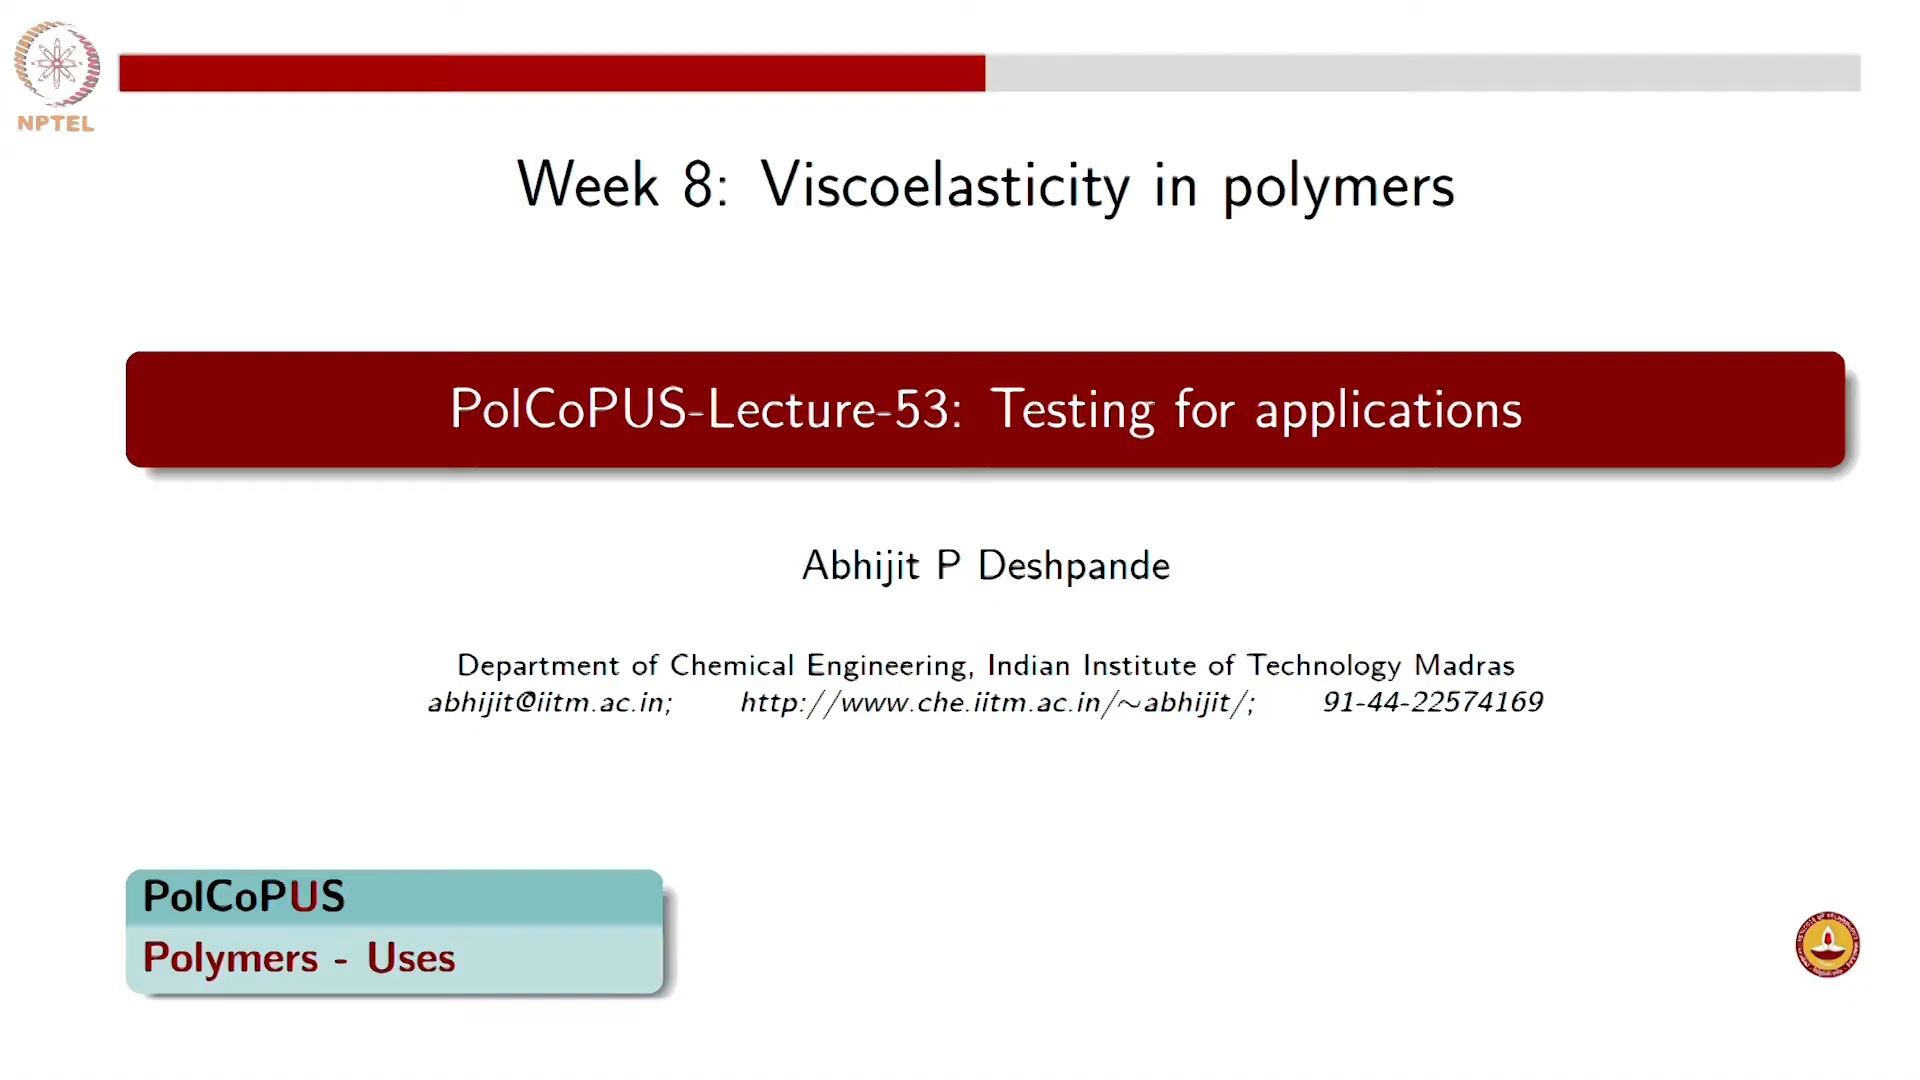 NPTEL
Week 8: Viscoelasticity in polymers
PolCoPUS-Lecture-53: Testing for applications
Abhijit P Deshpande
Department of Chemical Engineering, Indian Institute of Technology Madras
abhijit@iitm.ac.in; http://www.che.iitm.ac.in/~abhijit/; 91-44-22574169
PolCoPUS
Polymers - Uses